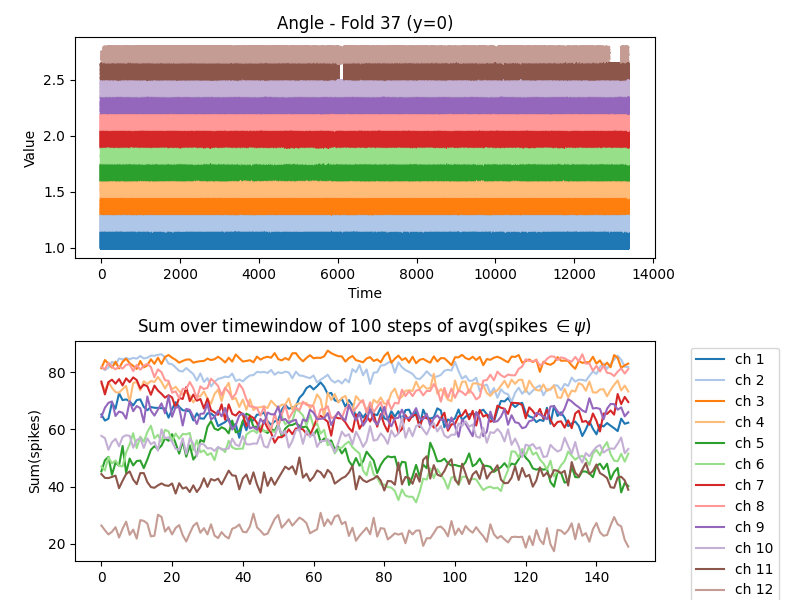 Angle - Fold 37 (y=0)
Value
2.5
2.0
1.5
1.0
0 2000 4000 6000 8000 10000 12000 14000
Time
Sum over timewindow of 100 steps of avg(spikes ∈ ψ)
Sum(spikes)
80
60
40
20
0 20 40 60 80 100 120 140
ch 1
ch 2
ch 3
ch 4
ch 5
ch 6
ch 7
ch 8
ch 9
ch 10
ch 11
ch 12